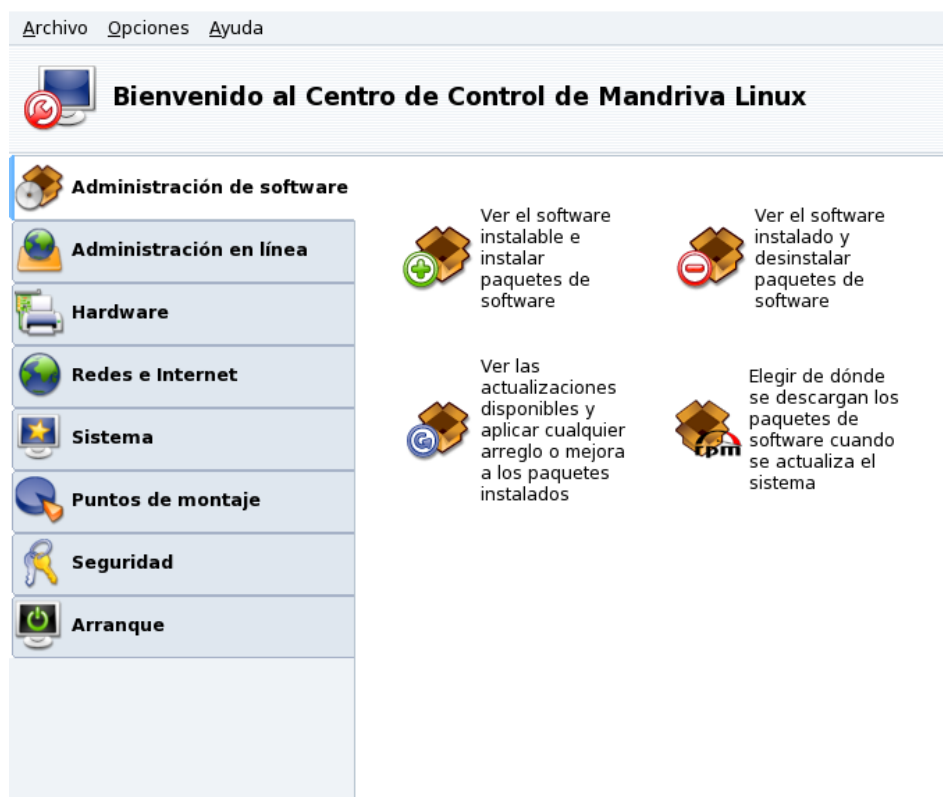 Archivo Opciones Ayuda
Bienvenido al Centro de Control de Mandriva Linux
Administración de software
Administración en línea
Hardware
Redes e Internet
Sistema
Puntos de montaje
Seguridad
Arranque
Ver el software
instalable e
instalar
paquetes de
software
Ver el software
instalado y
desinstalar
paquetes de
software
Ver las
actualizaciones
disponibles y
aplicar cualquier
arreglo o mejora
a los paquetes
instalados
rpm
Elegir de dónde
se descargan los
paquetes de
software cuando
se actualiza el
sistema